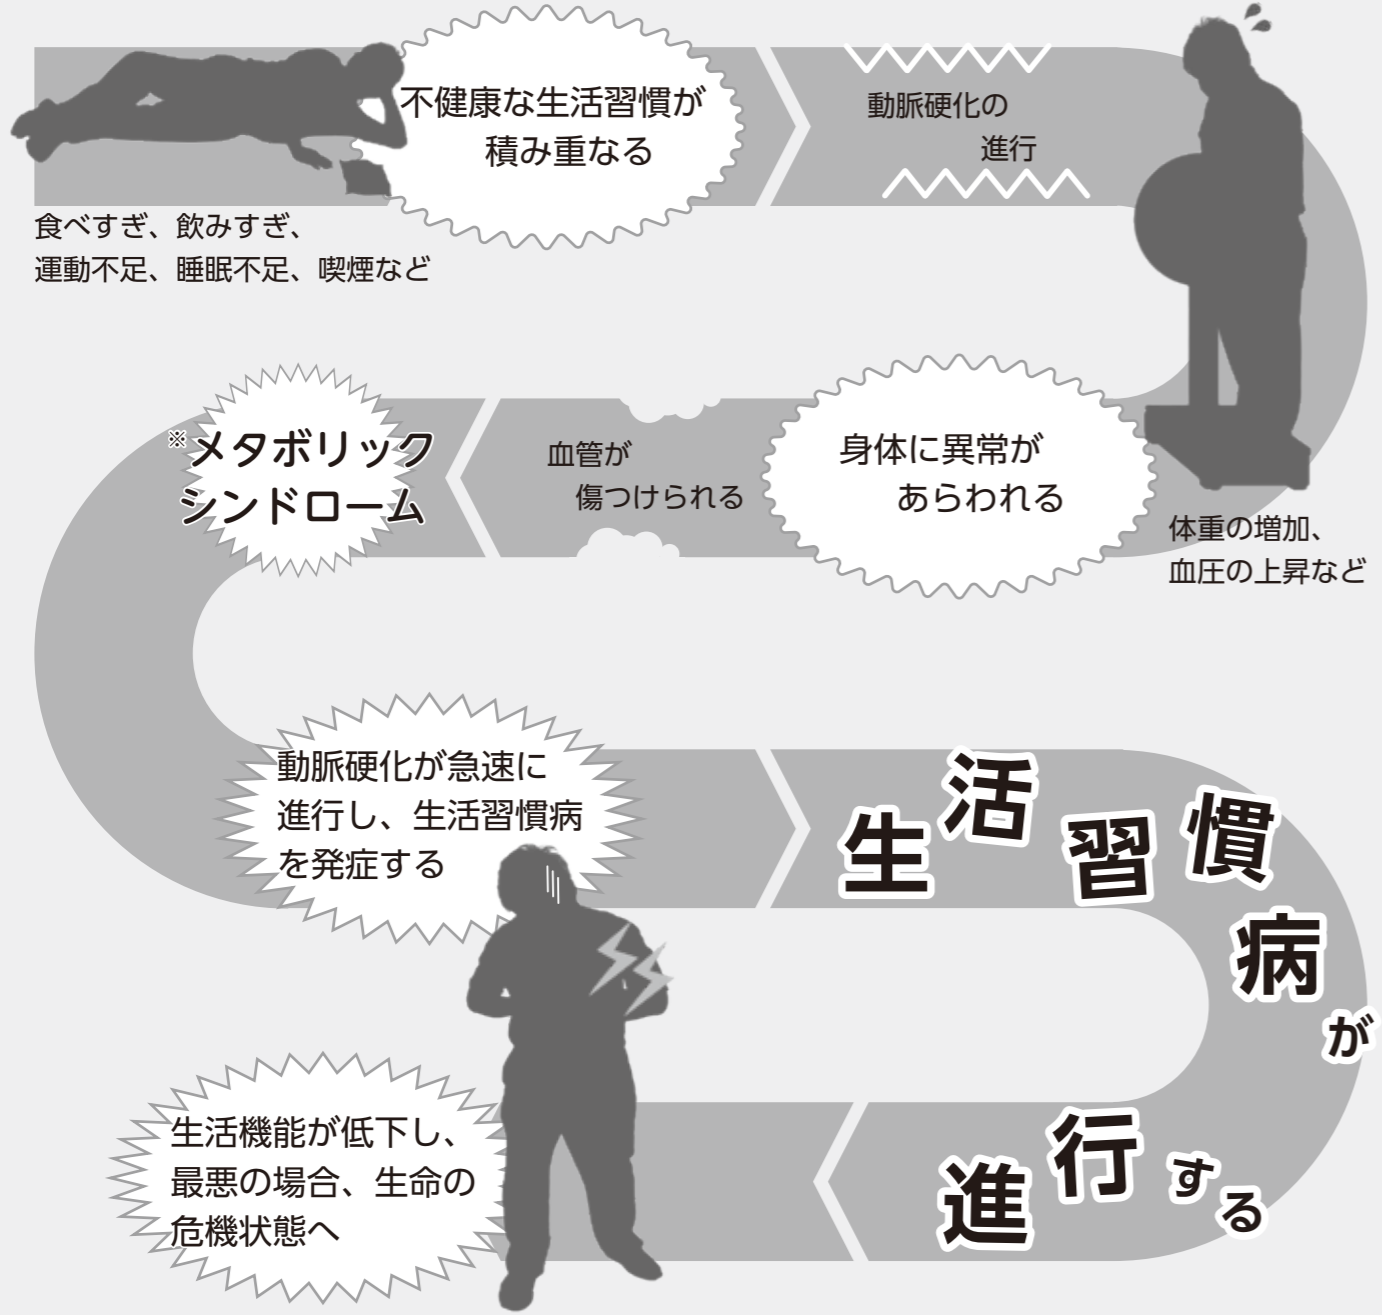 不健康な生活習慣が
積み重なる
食べすぎ、飲みすぎ、
運動不足、睡眠不足、喫煙など
動脈硬化の
進行
体重の増加、
血圧の上昇など
身体に異常が
あらわれる
血管が
傷つけられる
※メタボリック
シンドローム
動脈硬化が急速に
進行し、生活習慣病
を発症する
生活習慣病が
進行する
生活機能が低下し、
最悪の場合、生命の
危機状態へ